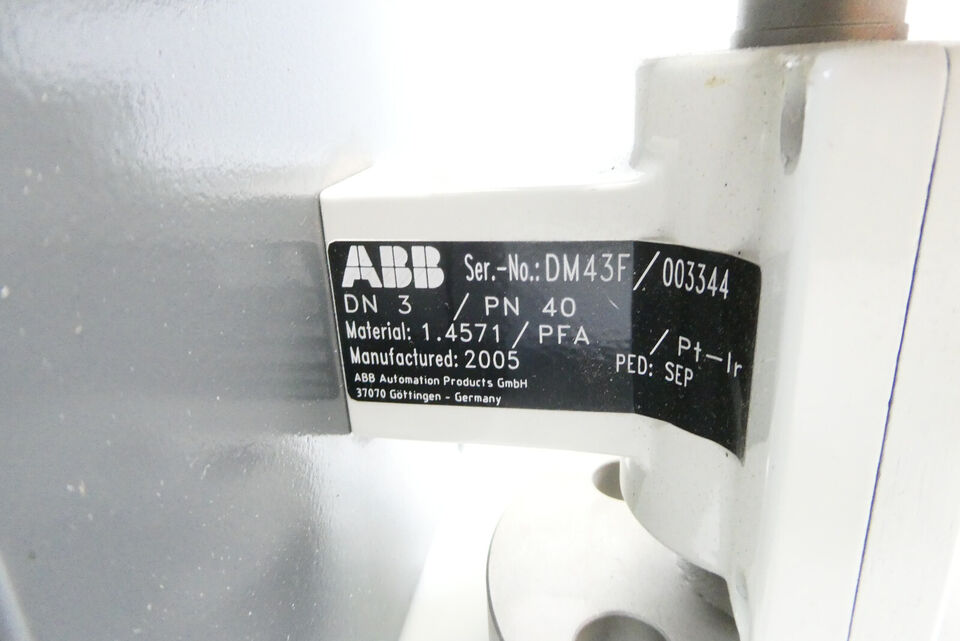 ABB Ser.-No.: DM43F / 003344
DN 3 / PN 40
Material: 1.4571 / PFA / Pt-Ir
Manufactured: 2005 PED: SEP
ABB Automation Products GmbH
37070 Göttingen - Germany